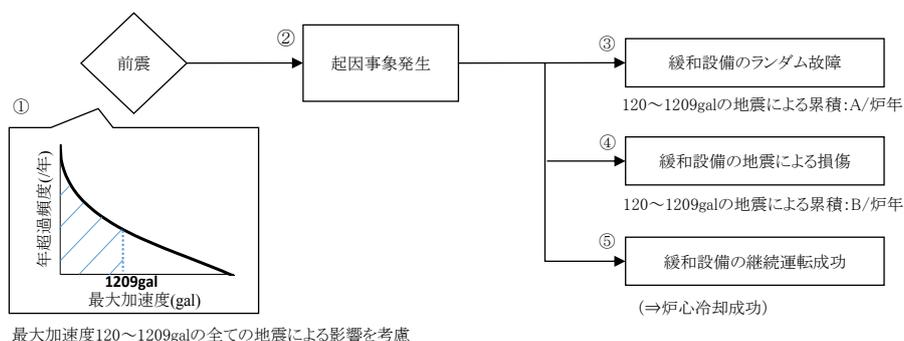 前震
②
起因事象発生
③
緩和設備のランダム故障
120～1209galの地震による累積：A/炉年
④
緩和設備の地震による損傷
120～1209galの地震による累積：B/炉年
⑤
緩和設備の継続運転成功
（⇒炉心冷却成功）
①
年超過頻度(/年)
1209gal
最大加速度(gal)
最大加速度120～1209galの全ての地震による影響を考慮